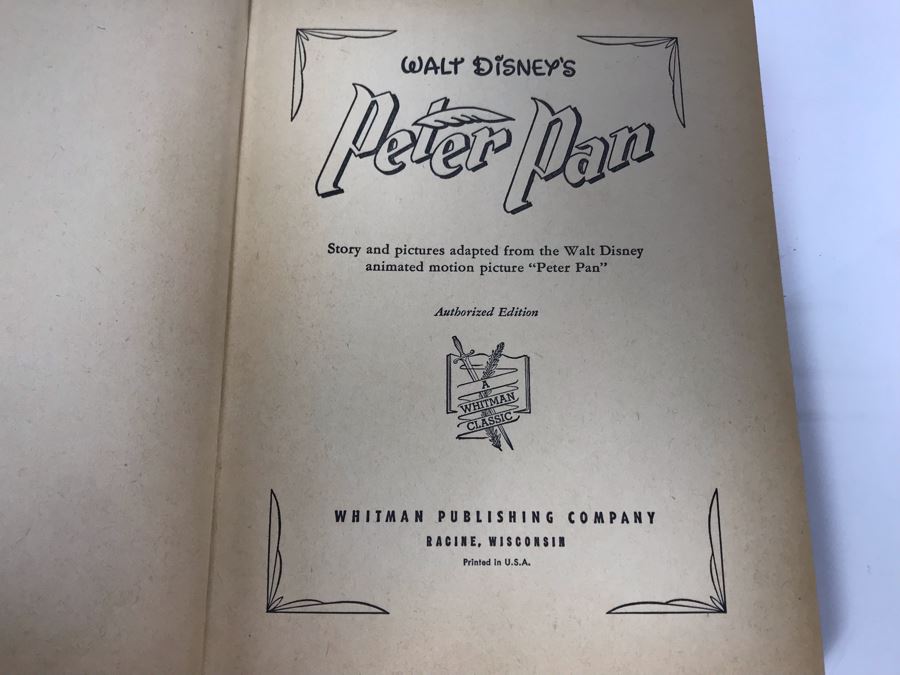 WALT DISNEY'S
Peter Pan
Story and pictures adapted from the Walt Disney
animated motion picture “Peter Pan”
Authorized Edition
A
WHITMAN
CLASSIC
WHITMAN PUBLISHING COMPANY
RACINE, WISCONSIN
Printed in U.S.A.